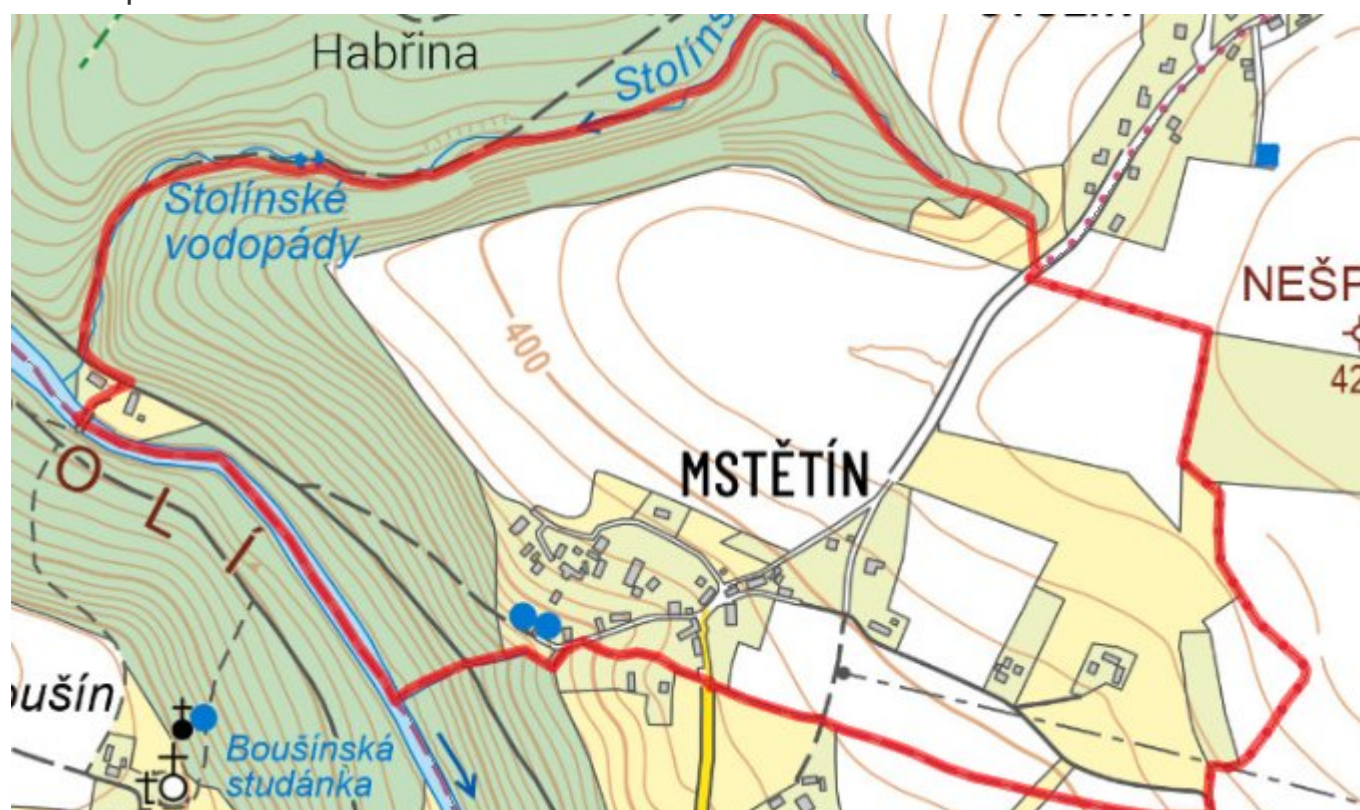 Habřina
Stolíns
Stolínské
vodopády
NEŠP
42
400
MSTĚTÍN
O L Í
oušín
Boušínská
studánka